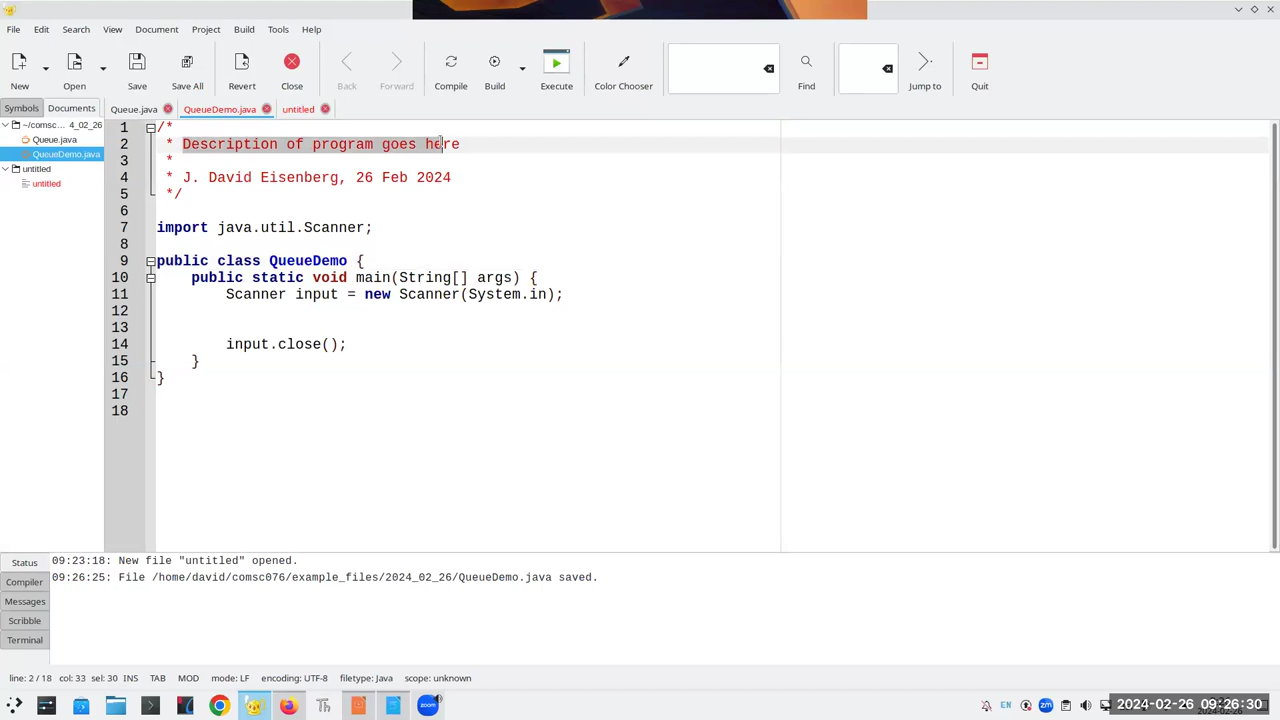 File Edit Search View Document Project Build Tools Help
New Open Save Save All Revert Close Back Forward Compile Build Execute Color Chooser Find Jump to Quit
Symbols Documents Queue.java QueueDemo.java untitled
~/comsc... 4_02_26
Queue.java
QueueDemo.java
untitled
untitled
1 /*
2 * Description of program goes here
3 *
4 * J. David Eisenberg, 26 Feb 2024
5 */
6
7 import java.util.Scanner;
8
9 public class QueueDemo {
10 public static void main(String[] args) {
11 Scanner input = new Scanner(System.in);
12
13
14 input.close();
15 }
16 }
17
18
Status
Compiler
Messages
Scribble
Terminal
09:23:18: New file "untitled" opened.
09:26:25: File /home/david/comsc076/example_files/2024_02_26/QueueDemo.java saved.
line: 2 / 18 col: 33 sel: 30 INS TAB MOD mode: LF encoding: UTF-8 filetype: Java scope: unknown
Th zoom EN zm 2024-02-26 09:26:30